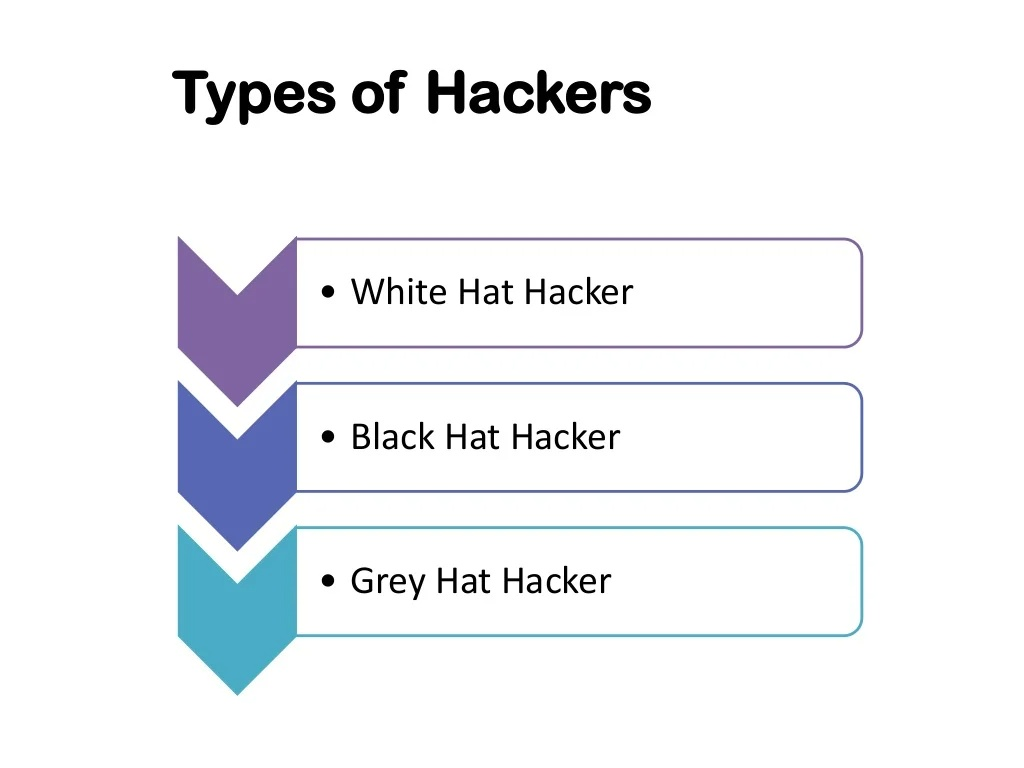 Types of Hackers
• White Hat Hacker
• Black Hat Hacker
• Grey Hat Hacker